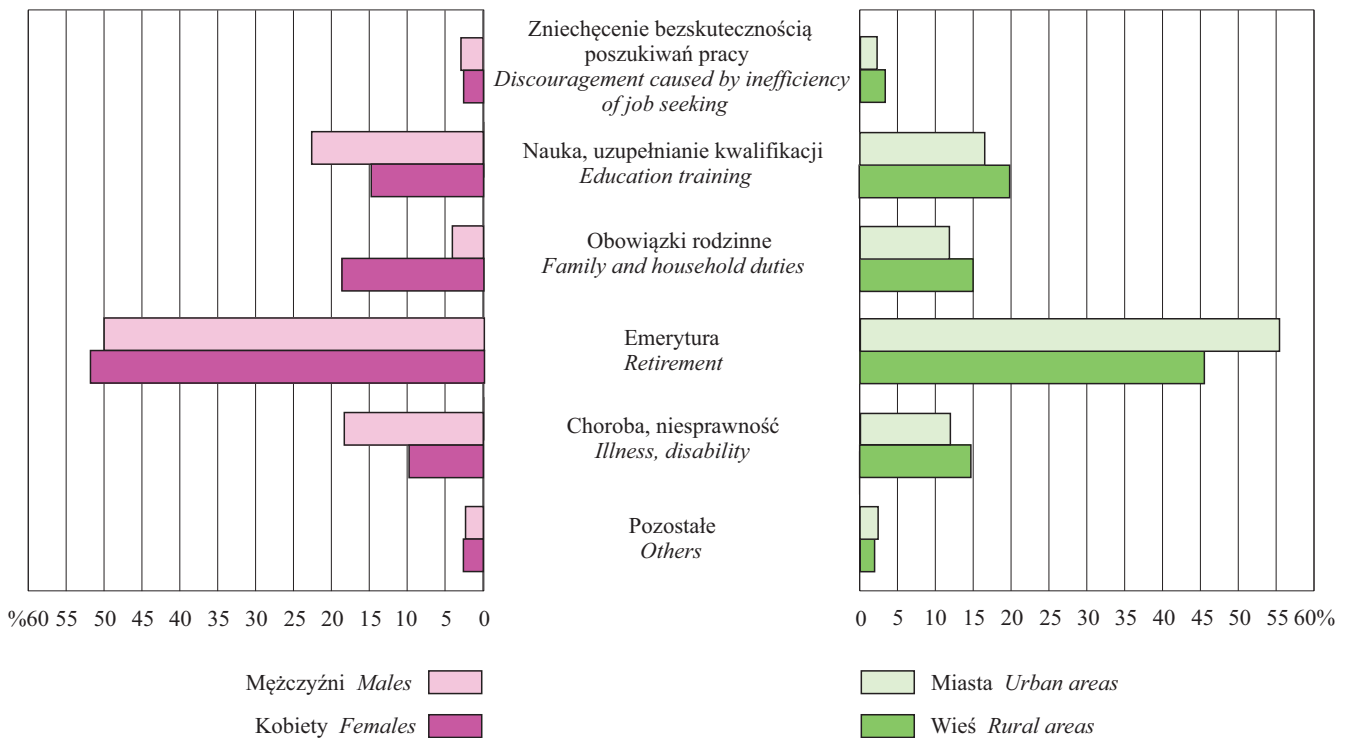 Zniechęcenie bezskutecznością
poszukiwań pracy
Discouragement caused by inefficiency
of job seeking
Nauka, uzupełnianie kwalifikacji
Education training
Obowiązki rodzinne
Family and household duties
Emerytura
Retirement
Choroba, niesprawność
Illness, disability
Pozostałe
Others
%60 55 50 45 40 35 30 25 20 15 10 5 0
0 5 10 15 20 25 30 35 40 45 50 55 60%
Mężczyźni Males
Kobiety Females
Miasta Urban areas
Wieś Rural areas